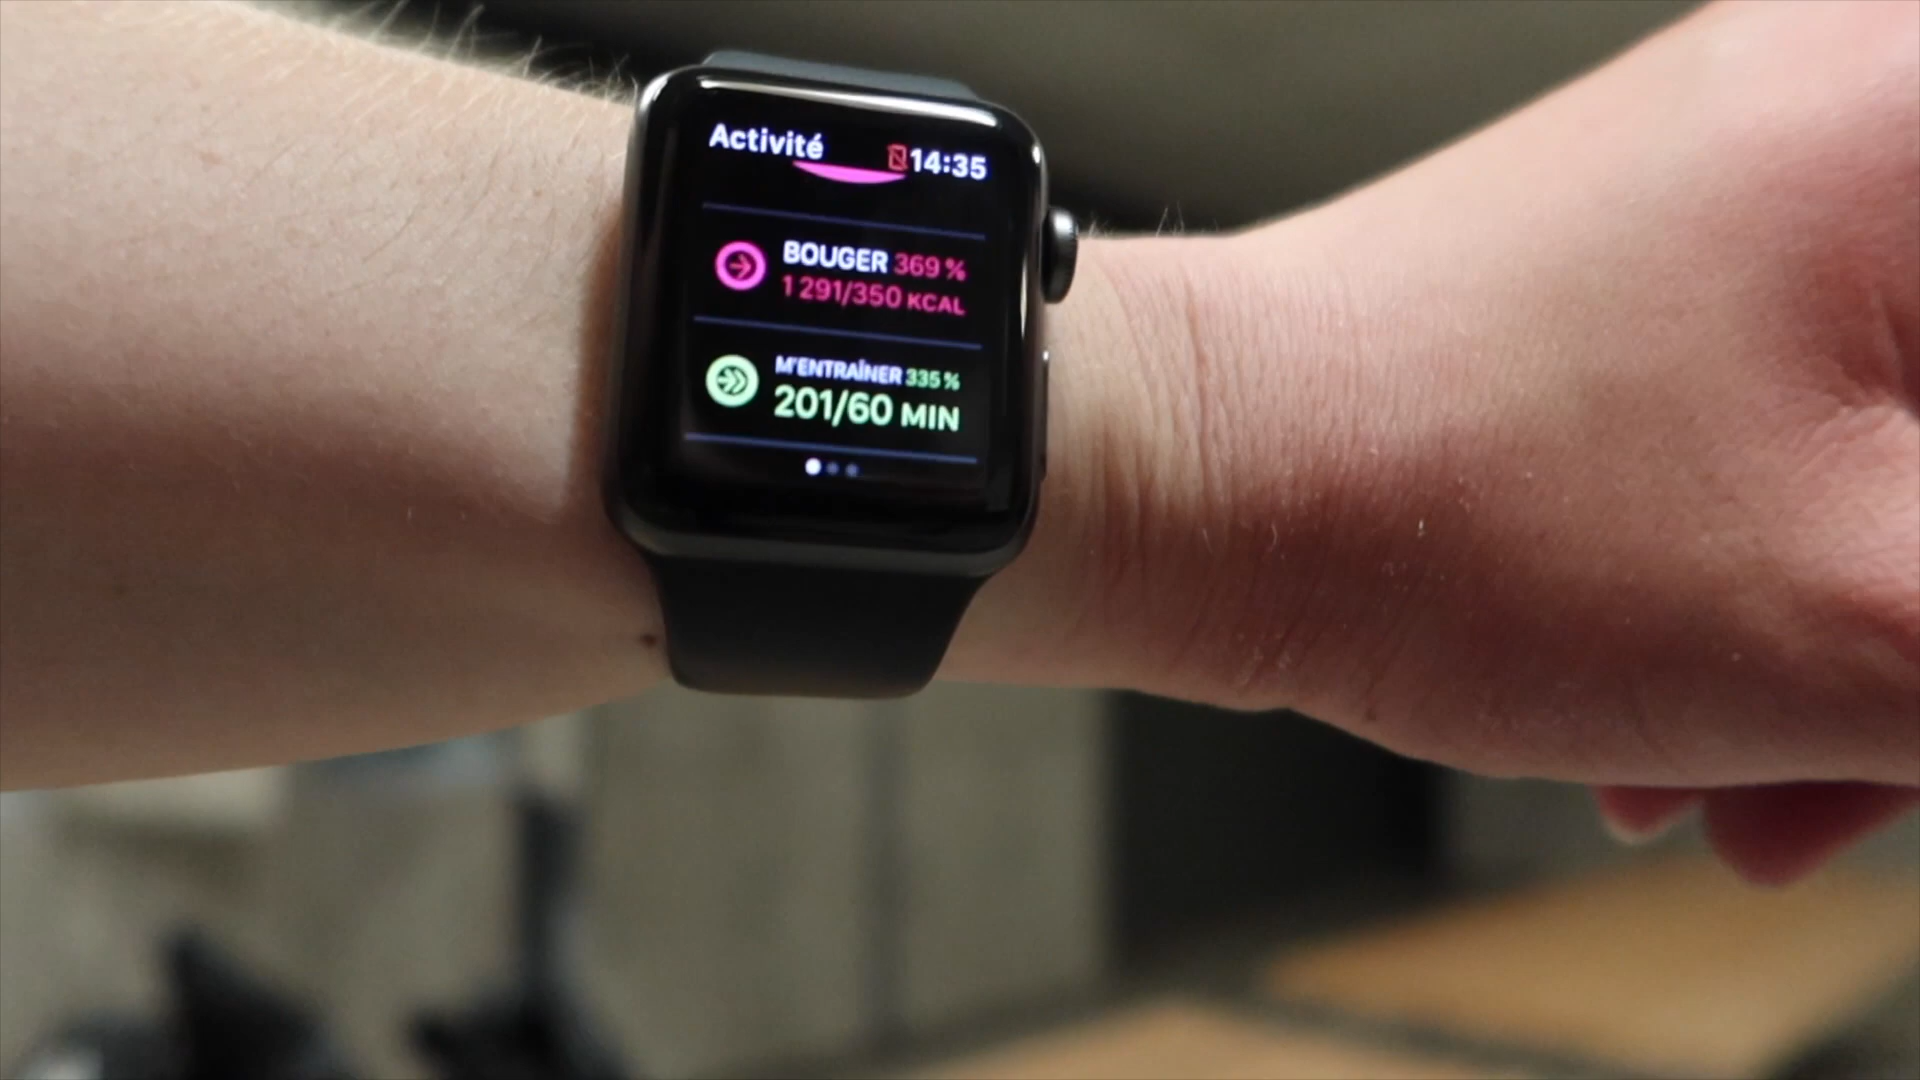 Activité 14:35
BOUGER 369 %
1 291/350 KCAL
M'ENTRAÎNER 335 %
201/60 MIN